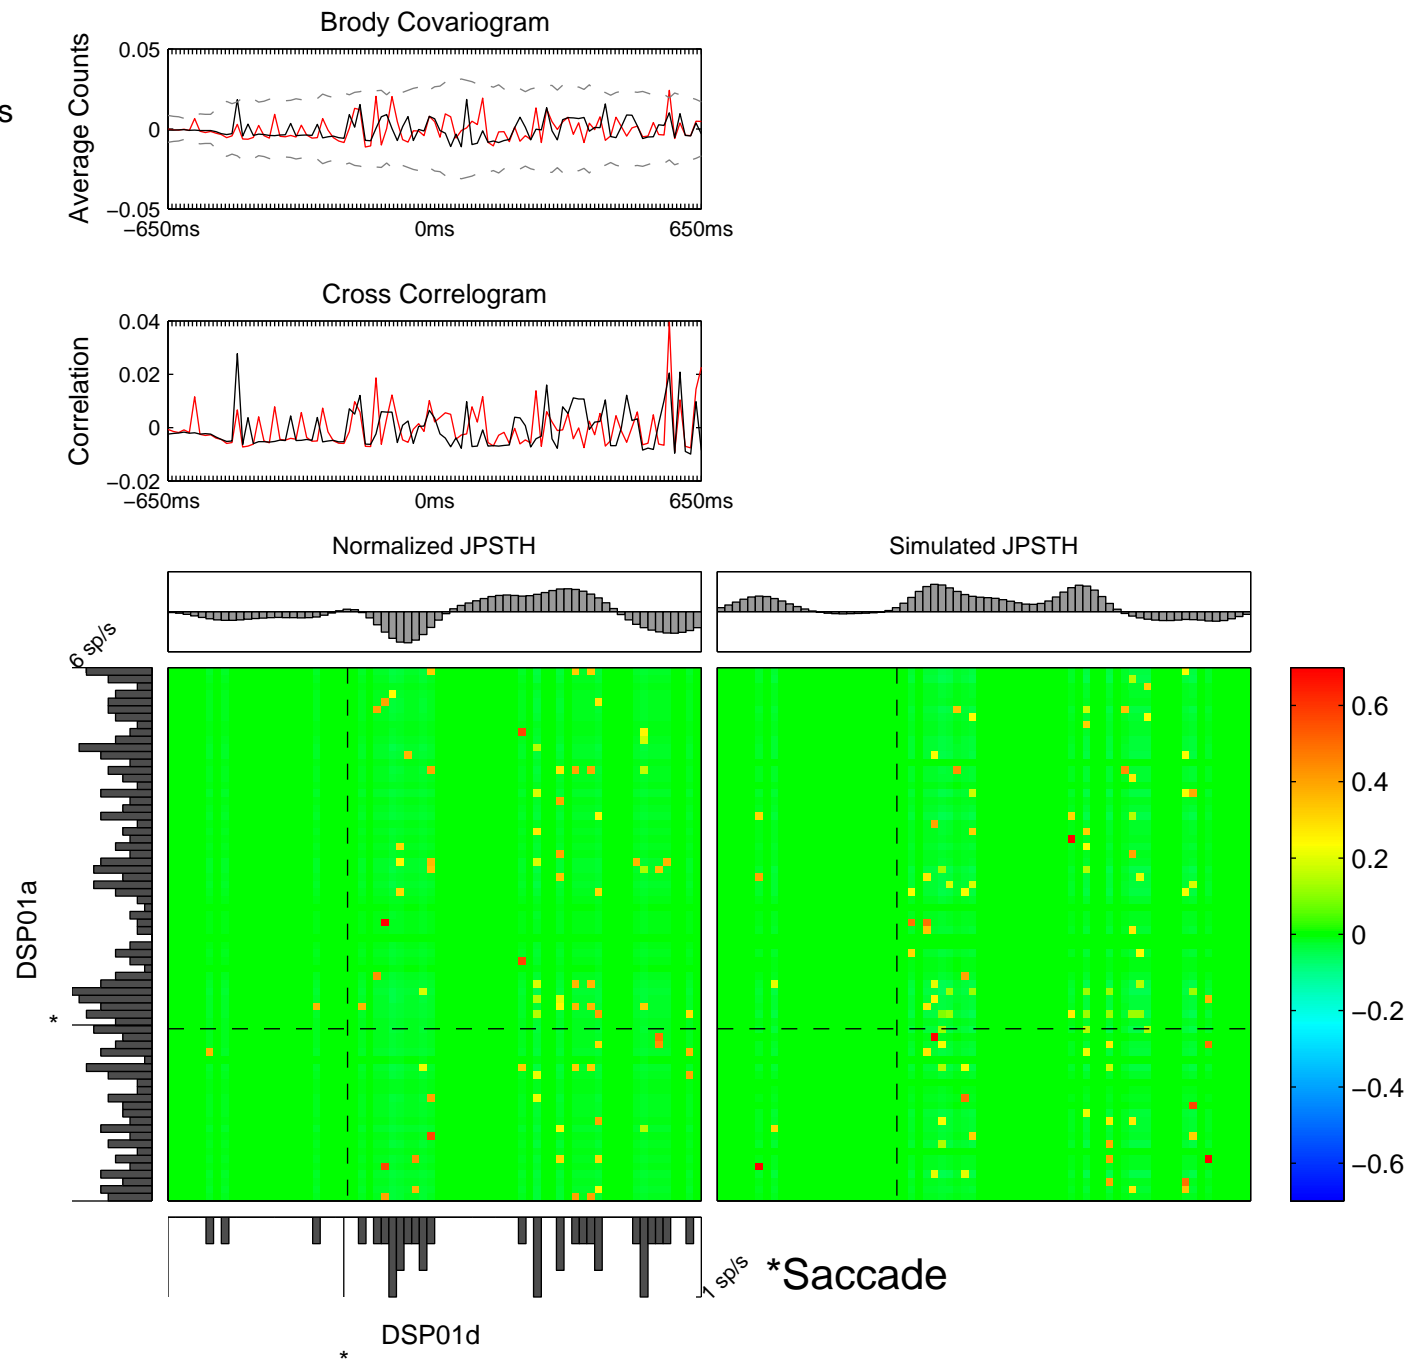 Brody Covariogram
0.05
0
−0.05
Average Counts
s
−650ms 0ms 650ms
Cross Correlogram
0.04
0.02
0
−0.02
Correlation
−650ms 0ms 650ms
Normalized JPSTH
Simulated JPSTH
6 sp/s
DSP01a
*
0.6
0.4
0.2
0
−0.2
−0.4
−0.6
1 sp/s
*Saccade
DSP01d
*